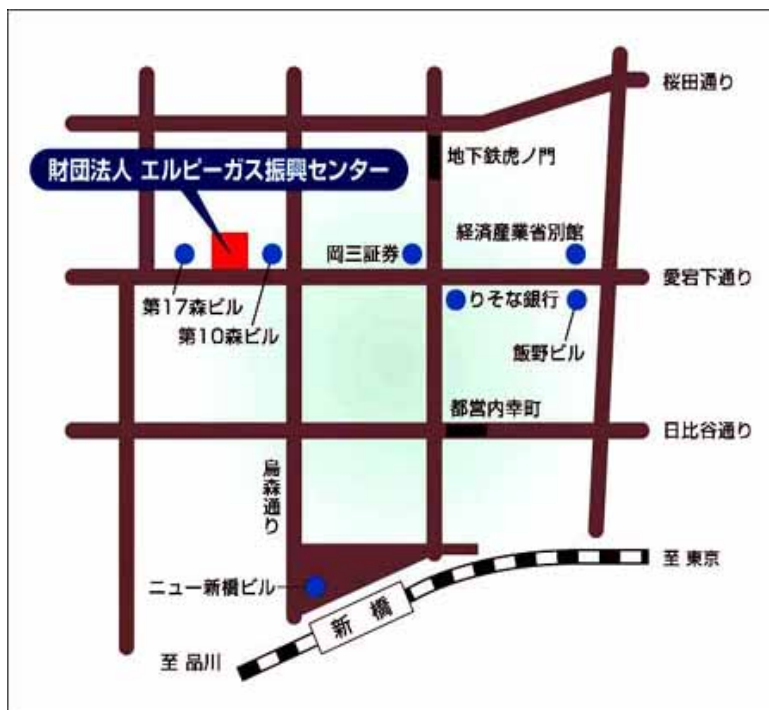 桜田通り
地下鉄虎ノ門
財団法人 エルピーガス振興センター
岡三証券
経済産業省別館
愛宕下通り
第17森ビル
第10森ビル
りそな銀行
飯野ビル
都営内幸町
日比谷通り
烏森通り
至 東京
ニュー新橋ビル
新橋
至 品川